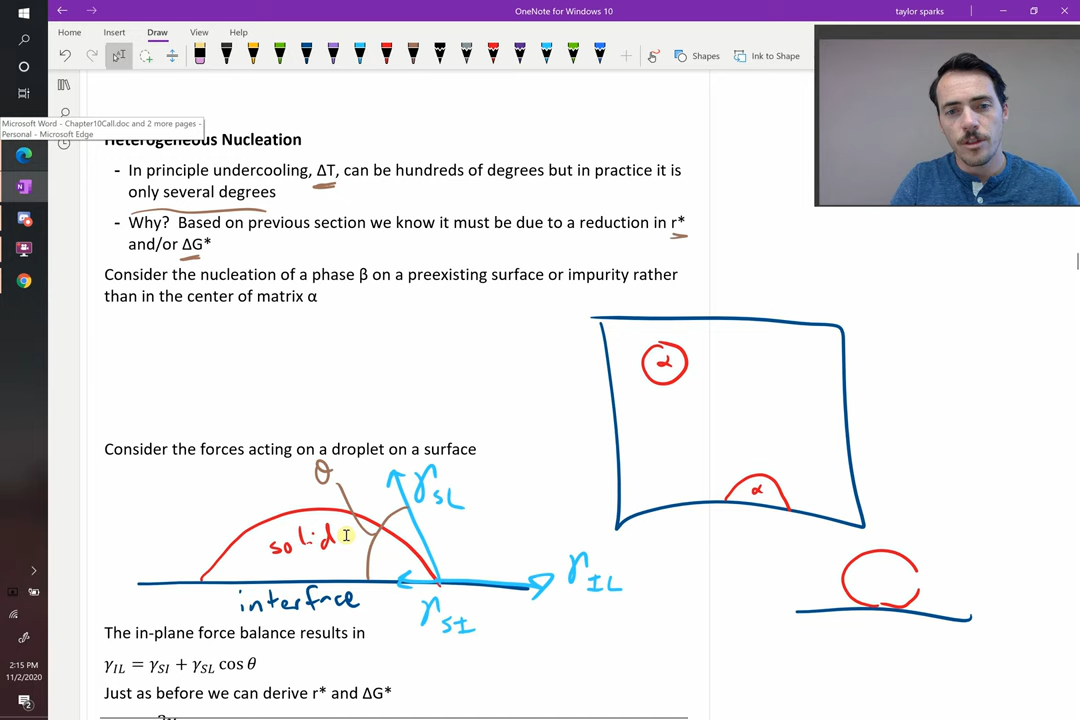 OneNote for Windows 10
taylor sparks
Home Insert Draw View Help
Shapes
Ink to Shape
Microsoft Word - Chapter10Call.doc and 2 more pages -
Personal - Microsoft Edge
Heterogeneous Nucleation
- In principle undercooling, ΔT, can be hundreds of degrees but in practice it is
only several degrees
- Why? Based on previous section we know it must be due to a reduction in r*
and/or ΔG*
Consider the nucleation of a phase β on a preexisting surface or impurity rather
than in the center of matrix α
α
α
Consider the forces acting on a droplet on a surface
θ
γSL
solid
γIL
interface
γSI
The in-plane force balance results in
γIL = γSI + γSL cos θ
Just as before we can derive r* and ΔG*
2:15 PM
11/2/2020
2